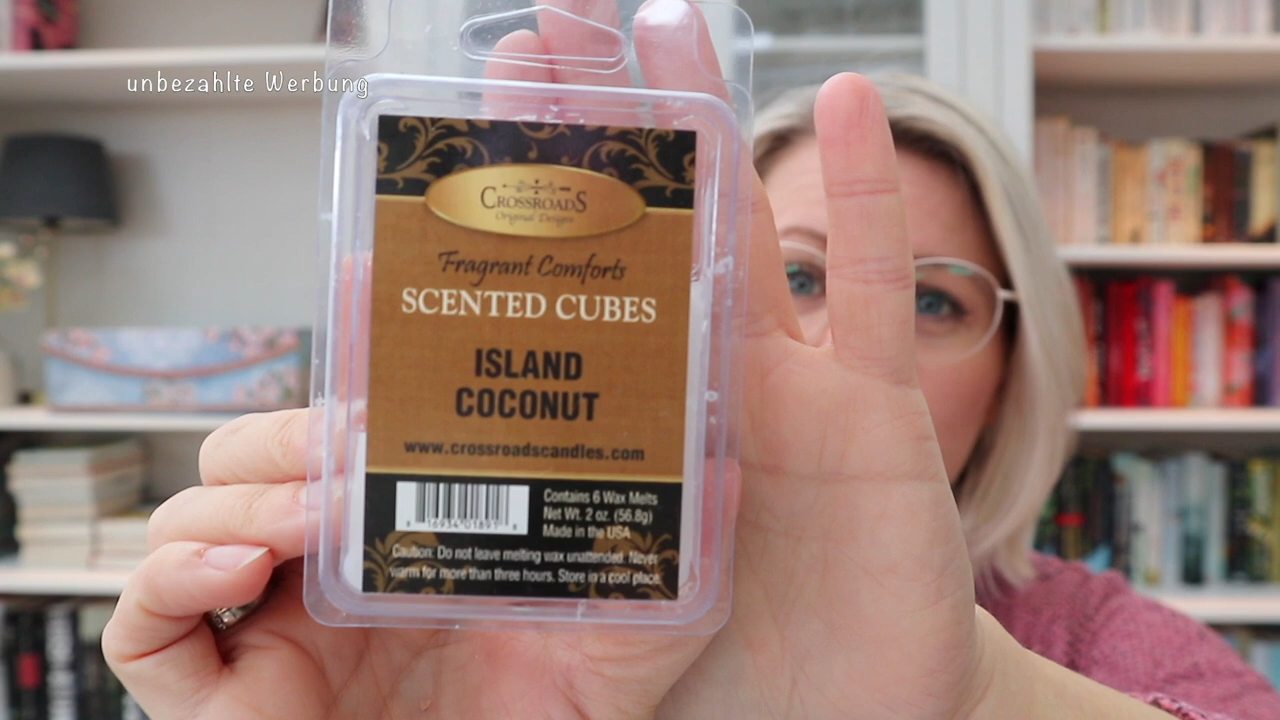 unbezahlte Werbung
CROSSROADS
Original Designs
Fragrant Comforts
SCENTED CUBES
ISLAND
COCONUT
www.crossroadscandles.com
Contains 6 Wax Melts
Net Wt. 2 oz. (56.8g)
Made in the USA
Caution: Do not leave melting wax unattended. Never
warm for more than three hours. Store in a cool place.